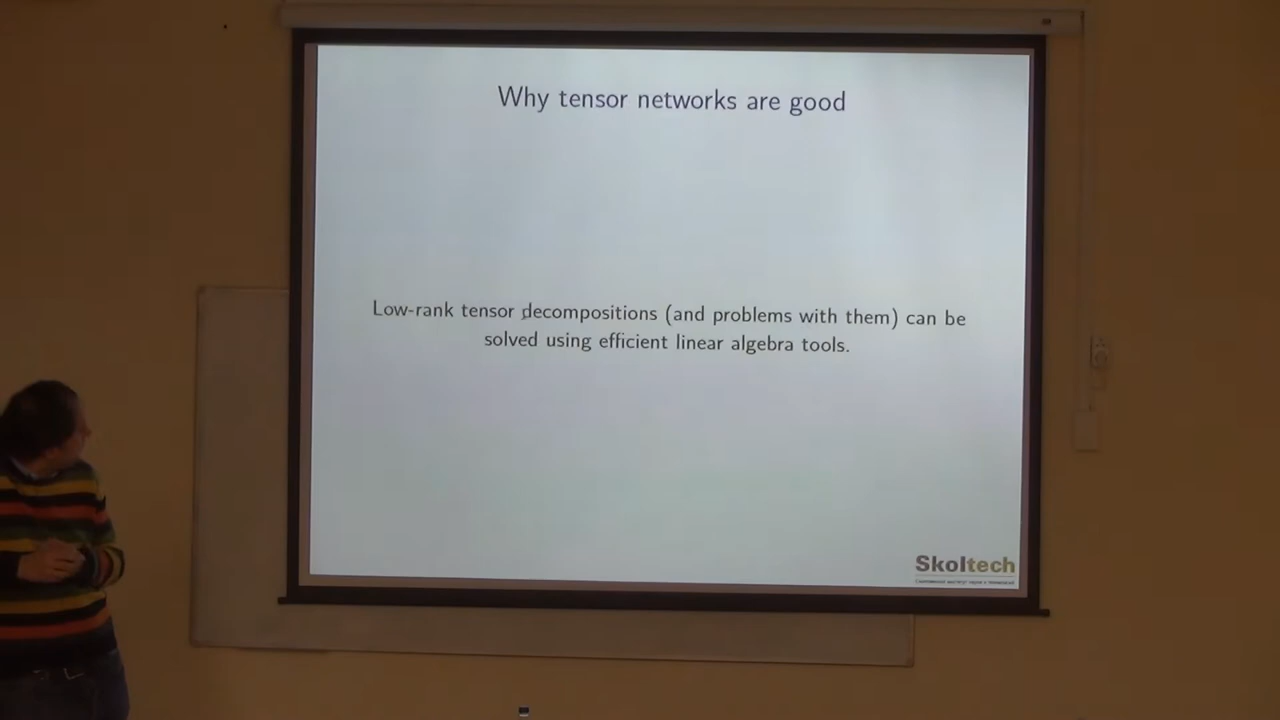 Why tensor networks are good
Low-rank tensor decompositions (and problems with them) can be
solved using efficient linear algebra tools.
Skoltech